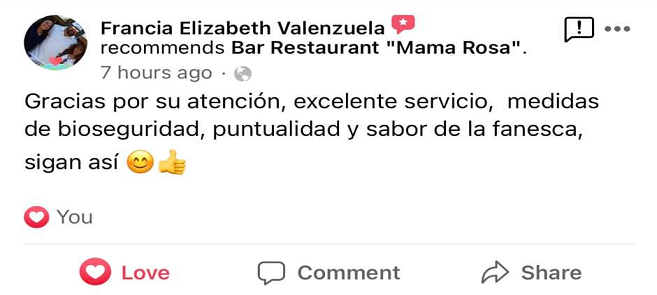 Francia Elizabeth Valenzuela
recommends Bar Restaurant "Mama Rosa".
7 hours ago ·
Gracias por su atención, excelente servicio, medidas
de bioseguridad, puntualidad y sabor de la fanesca,
sigan así 😊👍
You
Love Comment Share